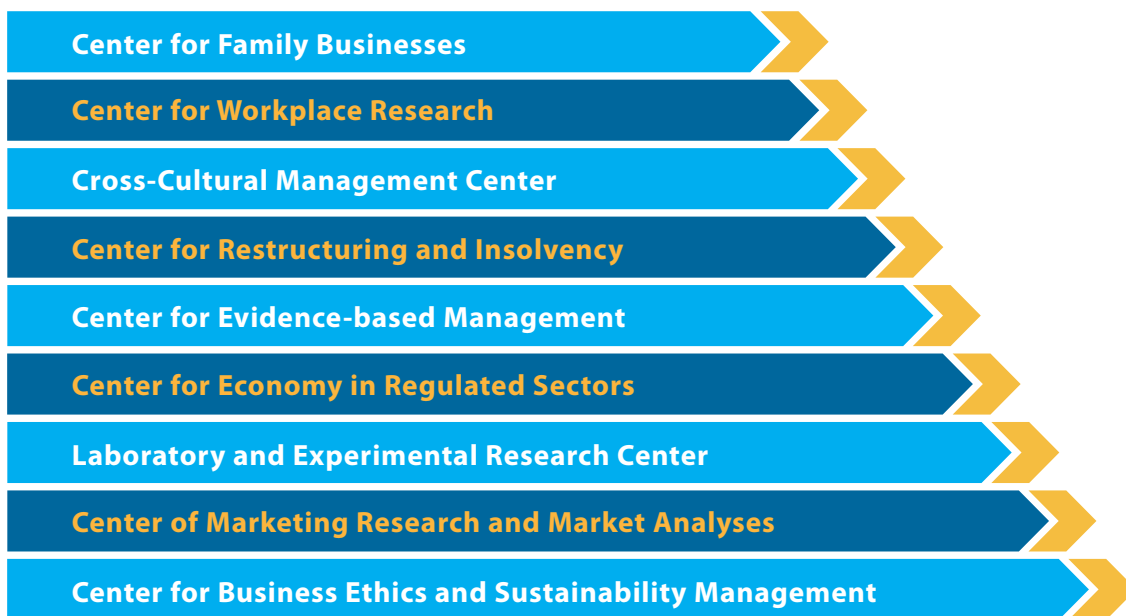 Center for Family Businesses
Center for Workplace Research
Cross-Cultural Management Center
Center for Restructuring and Insolvency
Center for Evidence-based Management
Center for Economy in Regulated Sectors
Laboratory and Experimental Research Center
Center of Marketing Research and Market Analyses
Center for Business Ethics and Sustainability Management